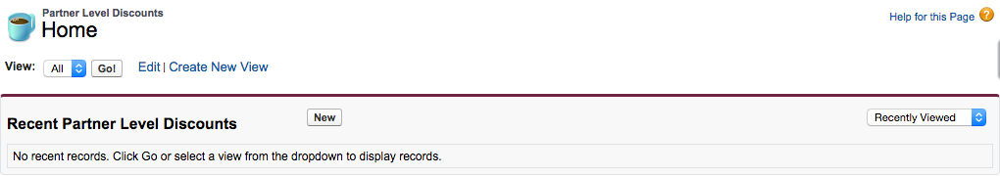 Partner Level Discounts
Home
Help for this Page ?
View: All Go! Edit | Create New View
Recent Partner Level Discounts New Recently Viewed
No recent records. Click Go or select a view from the dropdown to display records.